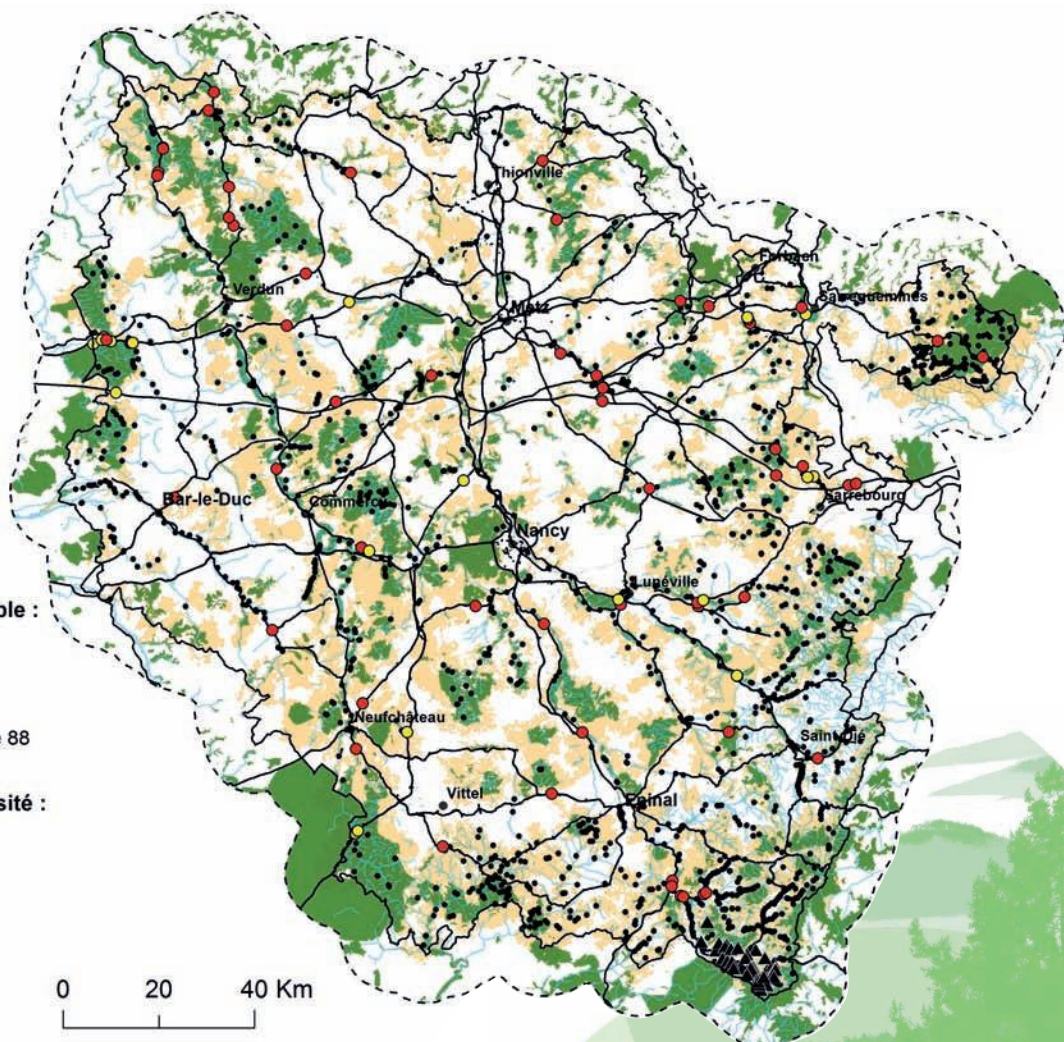 Thionville
Forbach
Sarreguemines
Verdun
Metz
Bar-le-Duc
Commercy
Sarrebourg
Nancy
Lunéville
ble :
Neufchâteau
88
Saint-Dié
Vittel
sité :
Epinal
0 20 40 Km